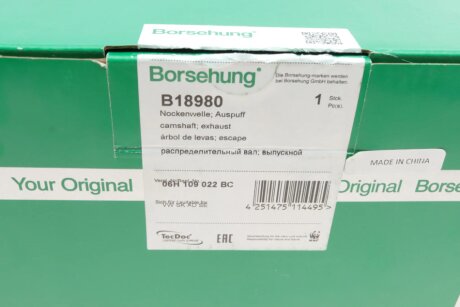 Borsehung®
Die Borsehung marken werden
bei Borsehung GmbH behalten.
B18980
1 Stck.
Pc(s).
Nockenwelle; Auspuff
camshaft; exhaust
árbol de levas; escape
распределительный вал; выпускной
MADE IN CHINA
Your Original
Original
Borse
06H 109 022 BC
4 251475 114495 >
TecDoc
EAC
WWF